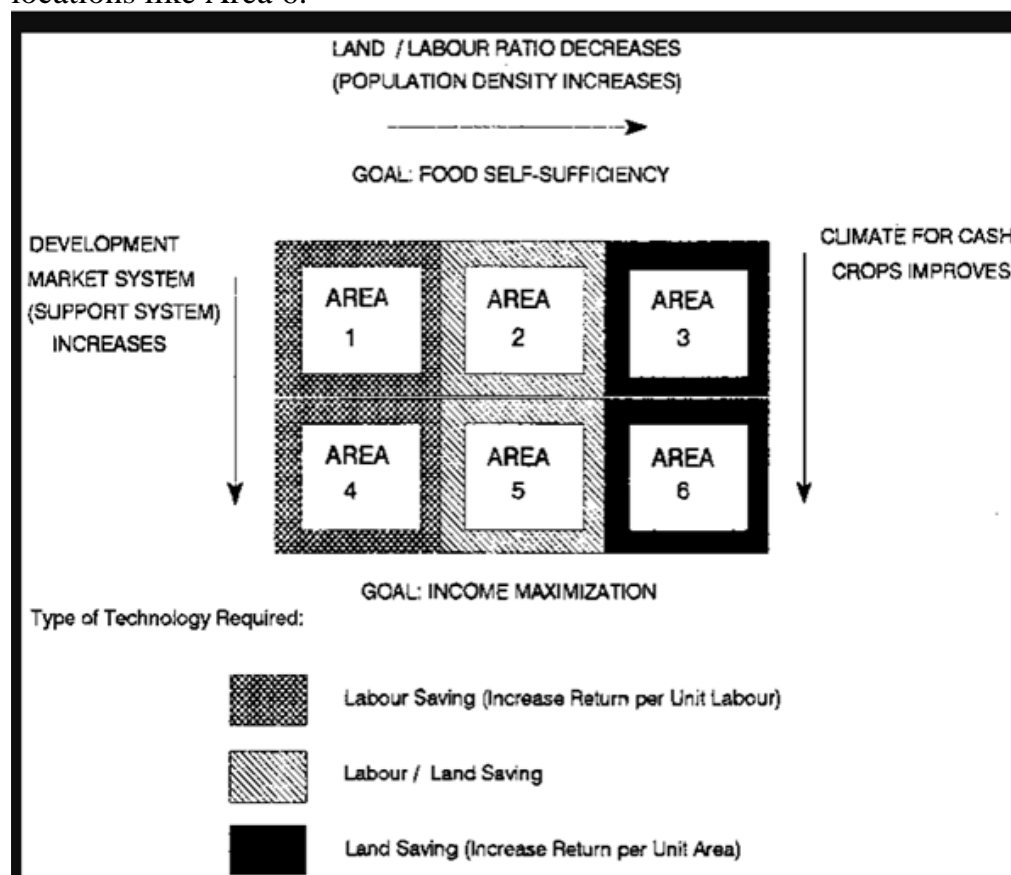 locations like Area 6.
LAND / LABOUR RATIO DECREASES
(POPULATION DENSITY INCREASES)
GOAL: FOOD SELF-SUFFICIENCY
DEVELOPMENT
MARKET SYSTEM
(SUPPORT SYSTEM)
INCREASES
CLIMATE FOR CASH
CROPS IMPROVES
AREA
1
AREA
2
AREA
3
AREA
4
AREA
5
AREA
6
GOAL: INCOME MAXIMIZATION
Type of Technology Required:
Labour Saving (Increase Return per Unit Labour)
Labour / Land Saving
Land Saving (Increase Return per Unit Area)